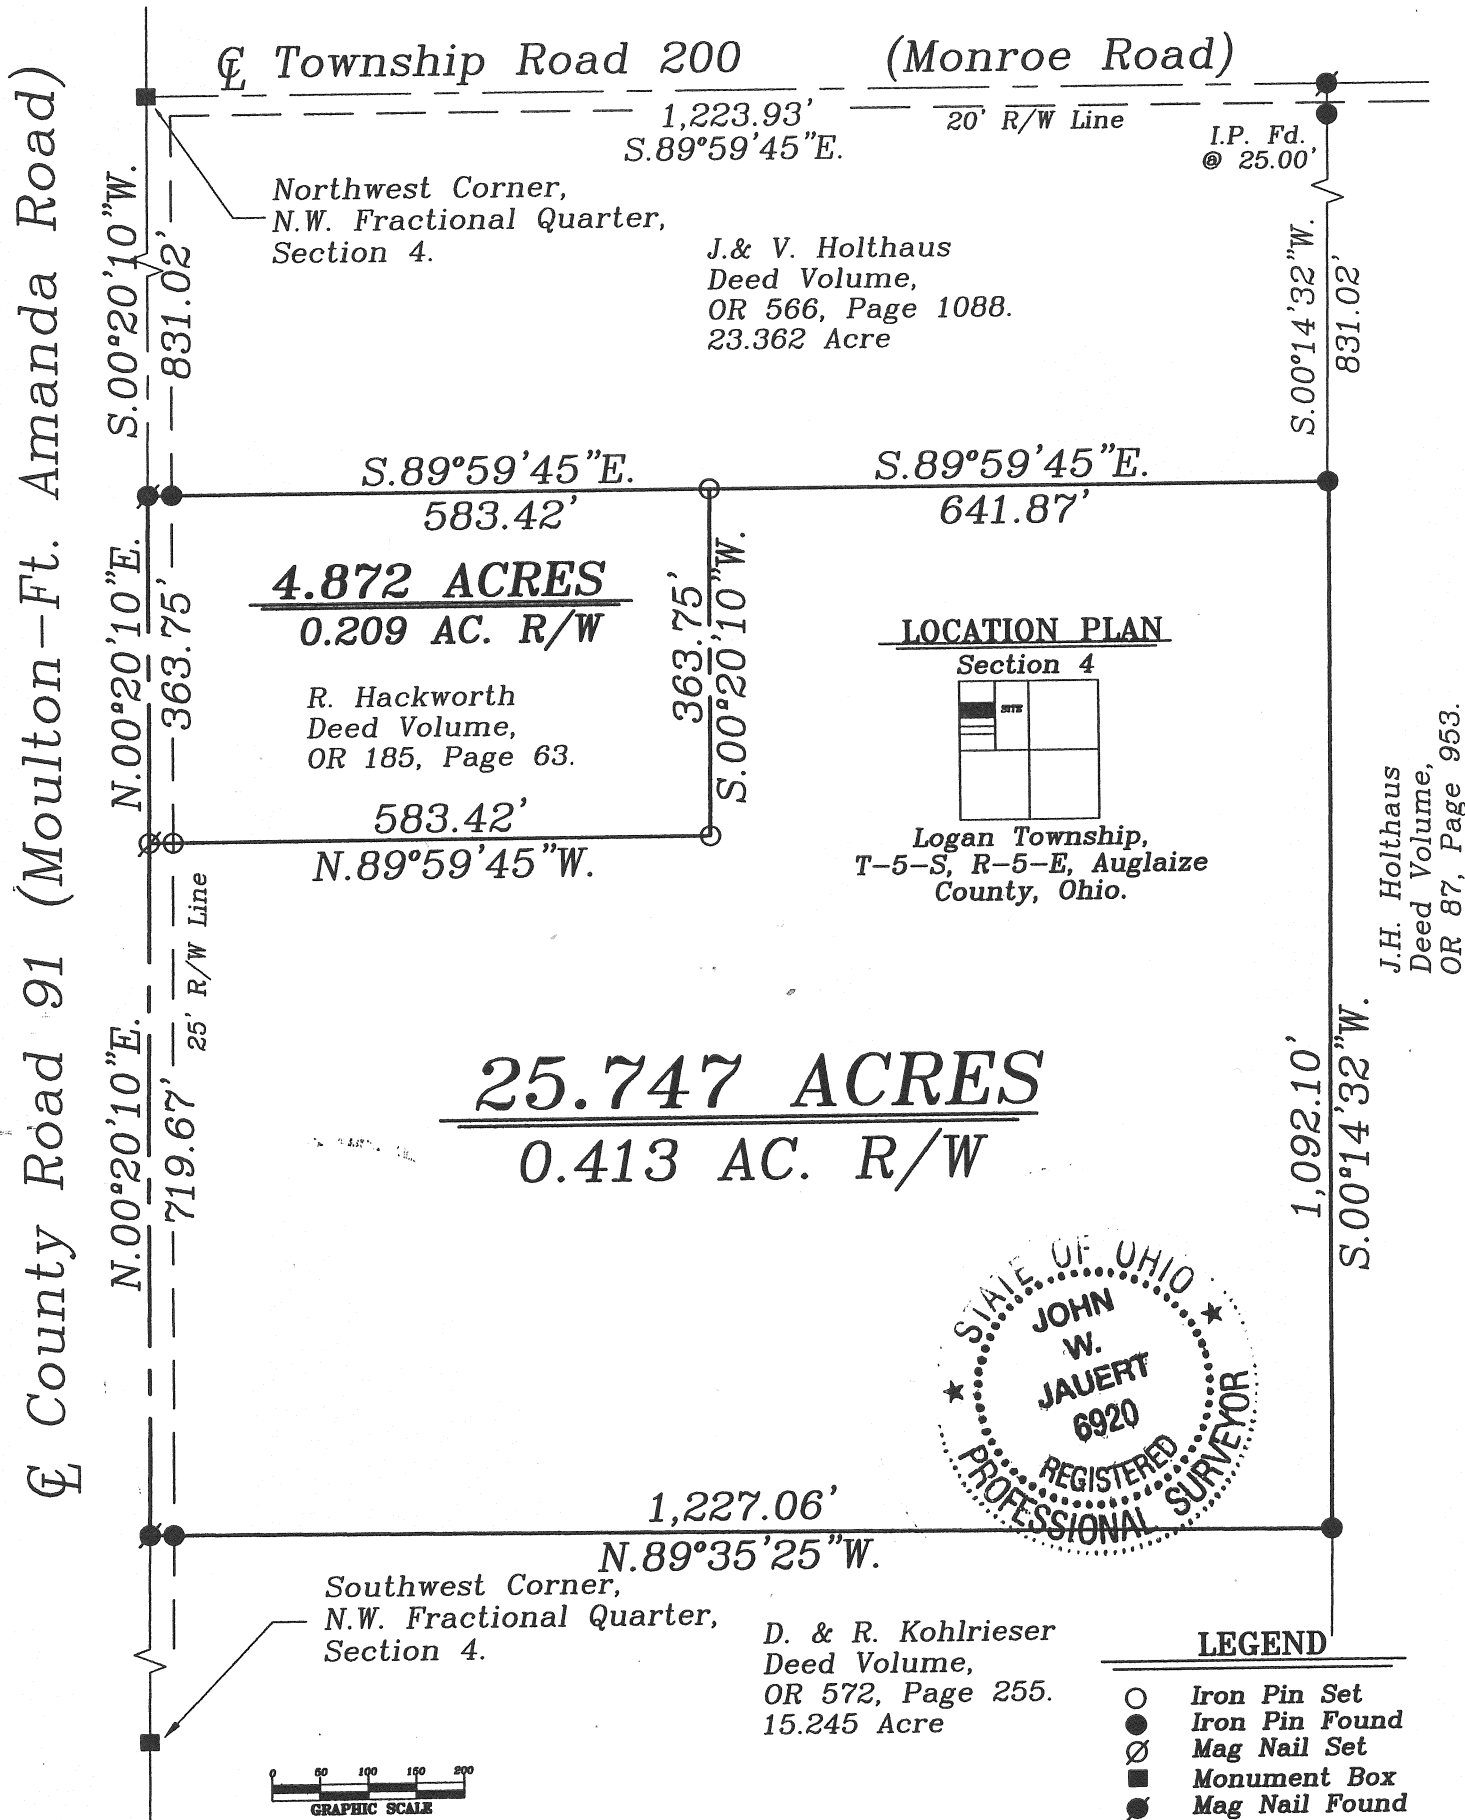 ℄ Township Road 200 (Monroe Road)
1,223.93'
20' R/W Line
S.89°59'45"E.
I.P. Fd.
@ 25.00'
℄ County Road 91 (Moulton-Ft. Amanda Road)
S.00°20'10"W.
831.02'
Northwest Corner,
N.W. Fractional Quarter,
Section 4.
J.& V. Holthaus
Deed Volume,
OR 566, Page 1088.
23.362 Acre
S.00°14'32"W.
831.02'
S.89°59'45"E.
583.42'
S.89°59'45"E.
641.87'
N.00°20'10"E.
363.75'
4.872 ACRES
0.209 AC. R/W
R. Hackworth
Deed Volume,
OR 185, Page 63.
363.75'
S.00°20'10"W.
583.42'
N.89°59'45"W.
LOCATION PLAN
Section 4
SITE
Logan Township,
T-5-S, R-5-E, Auglaize
County, Ohio.
J.H. Holthaus
Deed Volume,
OR 87, Page 953.
25' R/W Line
N.00°20'10"E.
719.67'
25.747 ACRES
0.413 AC. R/W
1,092.10'
S.00°14'32"W.
STATE OF OHIO
JOHN
W.
JAUERT
6920
REGISTERED
PROFESSIONAL SURVEYOR
1,227.06'
N.89°35'25"W.
Southwest Corner,
N.W. Fractional Quarter,
Section 4.
D. & R. Kohlrieser
Deed Volume,
OR 572, Page 255.
15.245 Acre
LEGEND
Iron Pin Set
Iron Pin Found
Mag Nail Set
Monument Box
Mag Nail Found
0 50 100 150 200
GRAPHIC SCALE